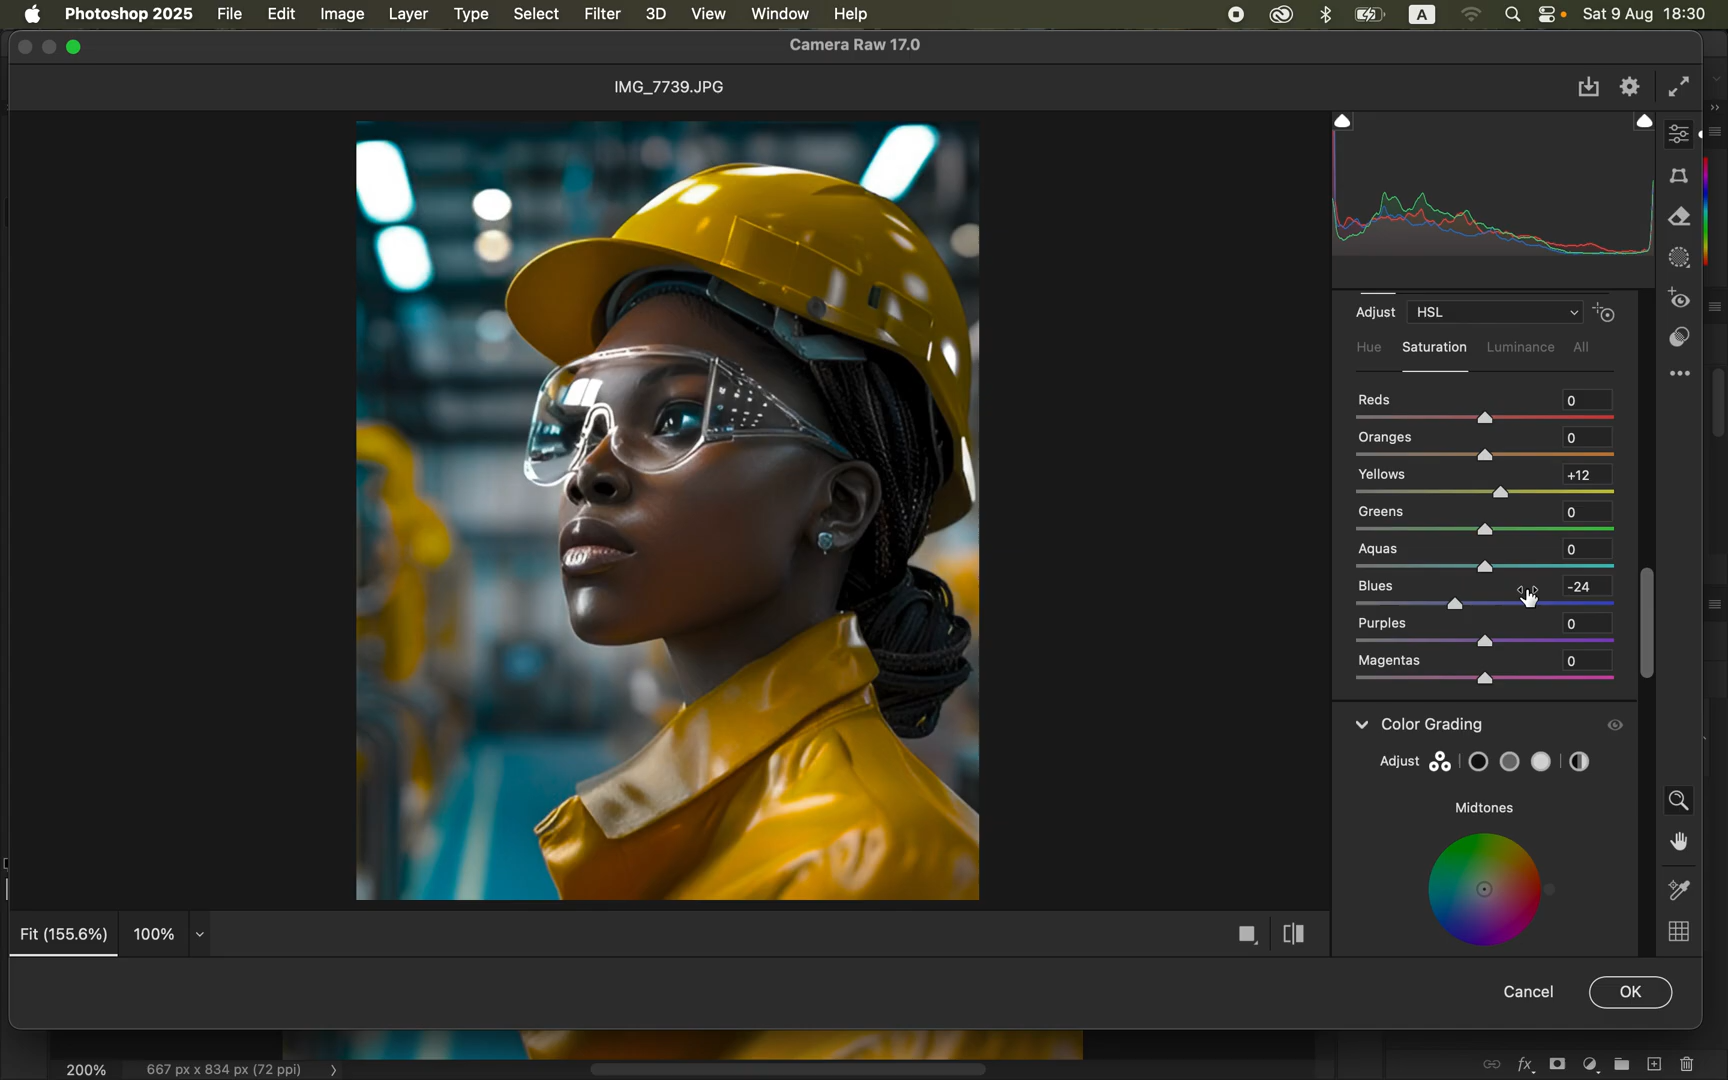 Photoshop 2025 File Edit Image Layer Type Select Filter 3D View Window Help A Sat 9 Aug 18:30
Camera Raw 17.0
IMG_7739.JPG
Adjust HSL
Hue Saturation Luminance All
Reds 0
Oranges 0
Yellows +12
Greens 0
Aquas 0
Blues -24
Purples 0
Magentas 0
Color Grading
Adjust
Midtones
Fit (155.6%) 100%
Cancel OK
200% 667 px x 834 px (72 ppi) >
fx